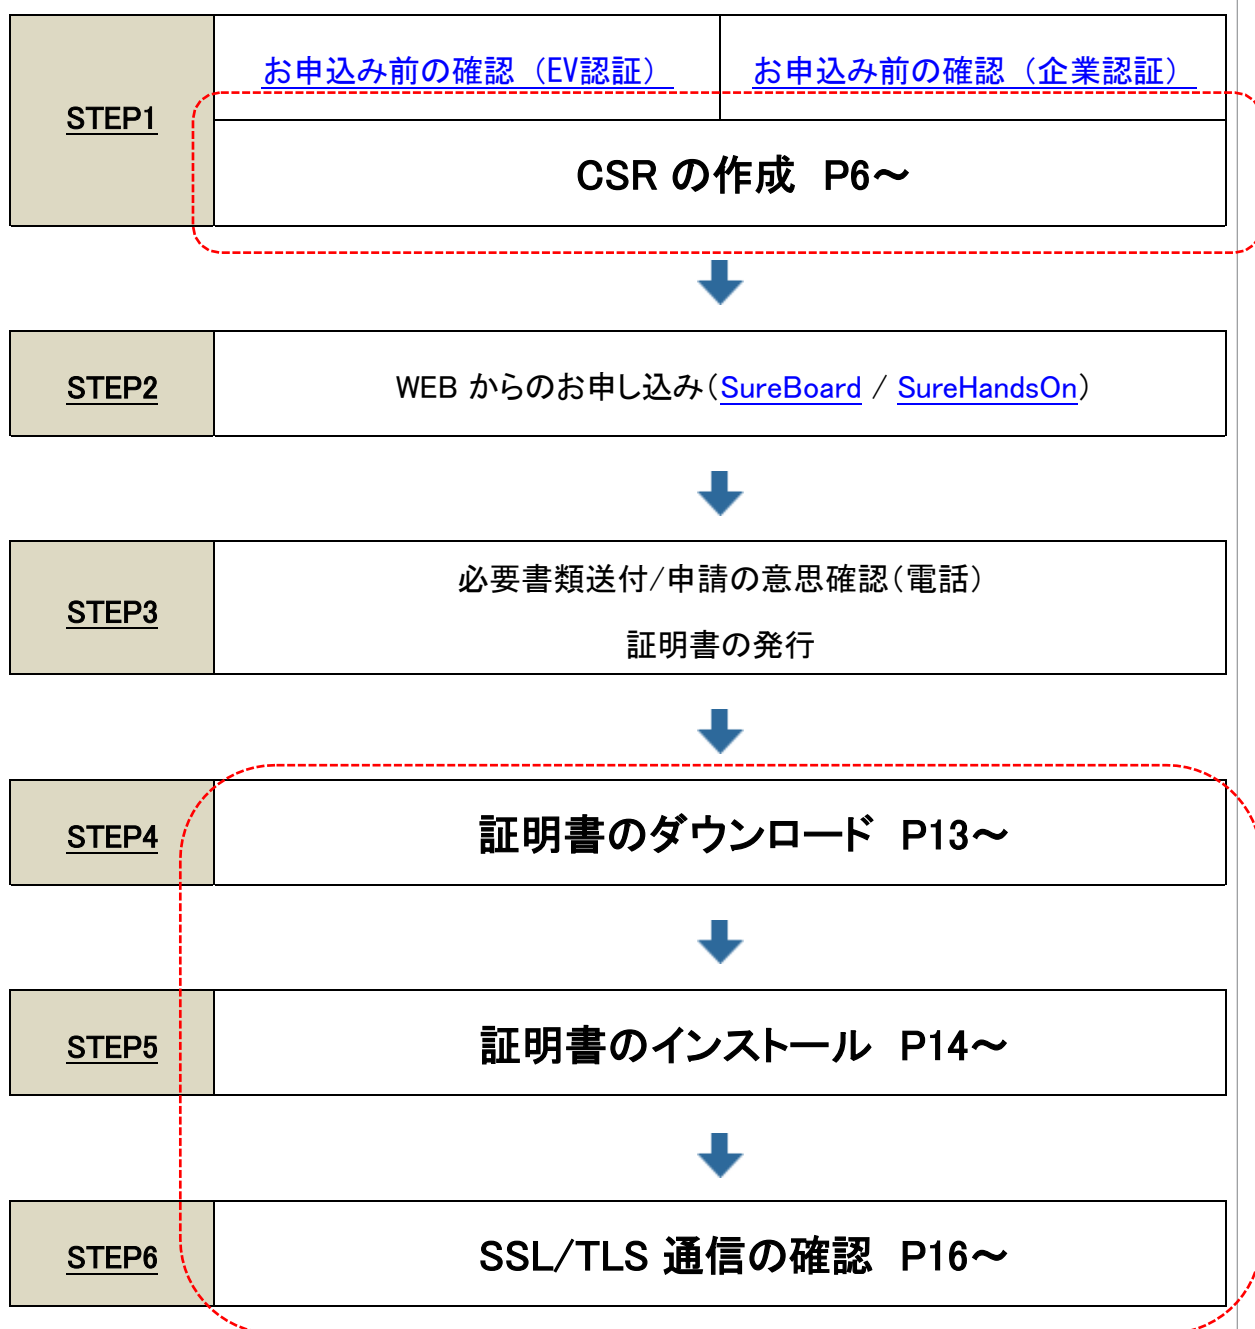 STEP1
お申込み前の確認（EV認証）
お申込み前の確認（企業認証）
CSR の作成　P6～
STEP2
WEB からのお申し込み（SureBoard / SureHandsOn）
STEP3
必要書類送付/申請の意思確認（電話）
証明書の発行
STEP4
証明書のダウンロード　P13～
STEP5
証明書のインストール　P14～
STEP6
SSL/TLS 通信の確認　P16～